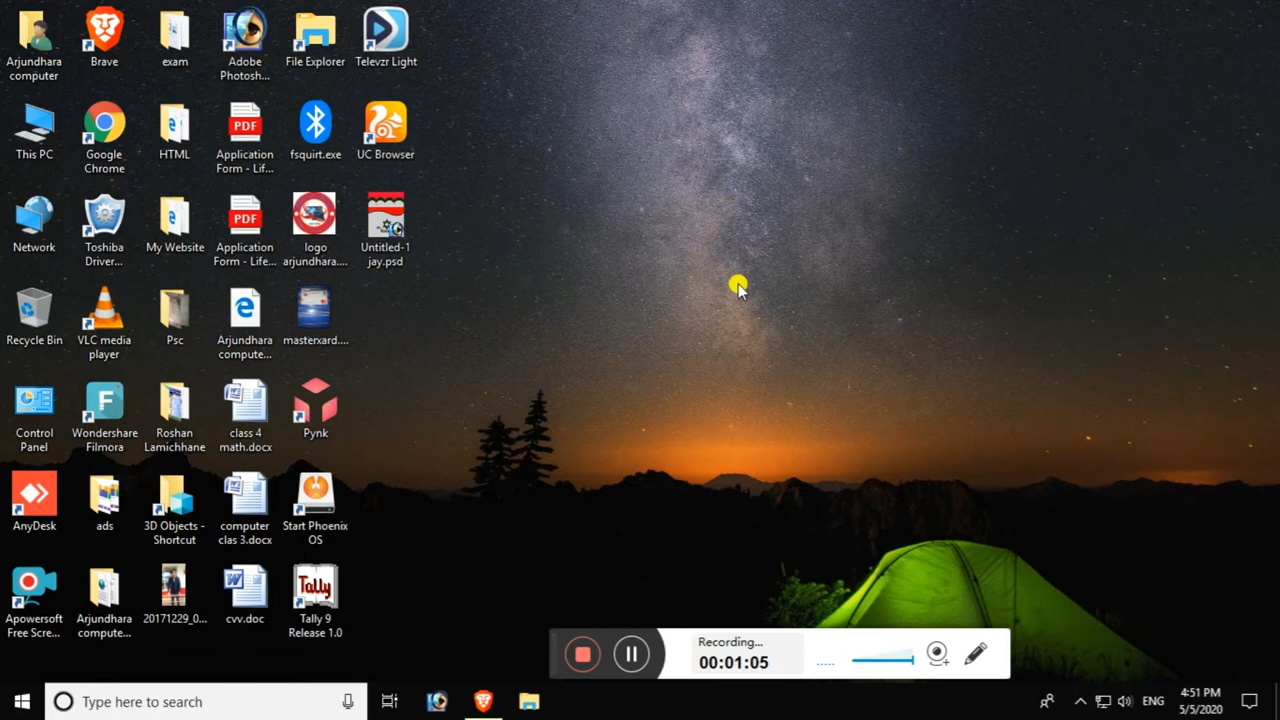 Arjundhara
computer
Brave
exam
Adobe
Photosh...
File Explorer
Televzr Light
This PC
Google
Chrome
HTML
PDF
Application
Form - Lif...
fsquirt.exe
UC Browser
Network
Toshiba
Driver...
My Website
PDF
Application
Form - Life...
logo
arjundhara....
Untitled-1
jay.psd
Recycle Bin
VLC media
player
Psc
Arjundhara
compute...
masterxard....
Control
Panel
Wondershare
Filmora
Roshan
Lamichhane
class 4
math.docx
Pynk
AnyDesk
ads
3D Objects -
Shortcut
computer
clas 3.docx
Start Phoenix
OS
Apowersoft
Free Scre...
Arjundhara
compute...
20171229_0...
cvv.doc
Tally
Tally 9
Release 1.0
Recording...
00:01:05
Type here to search
ENG
4:51 PM
5/5/2020